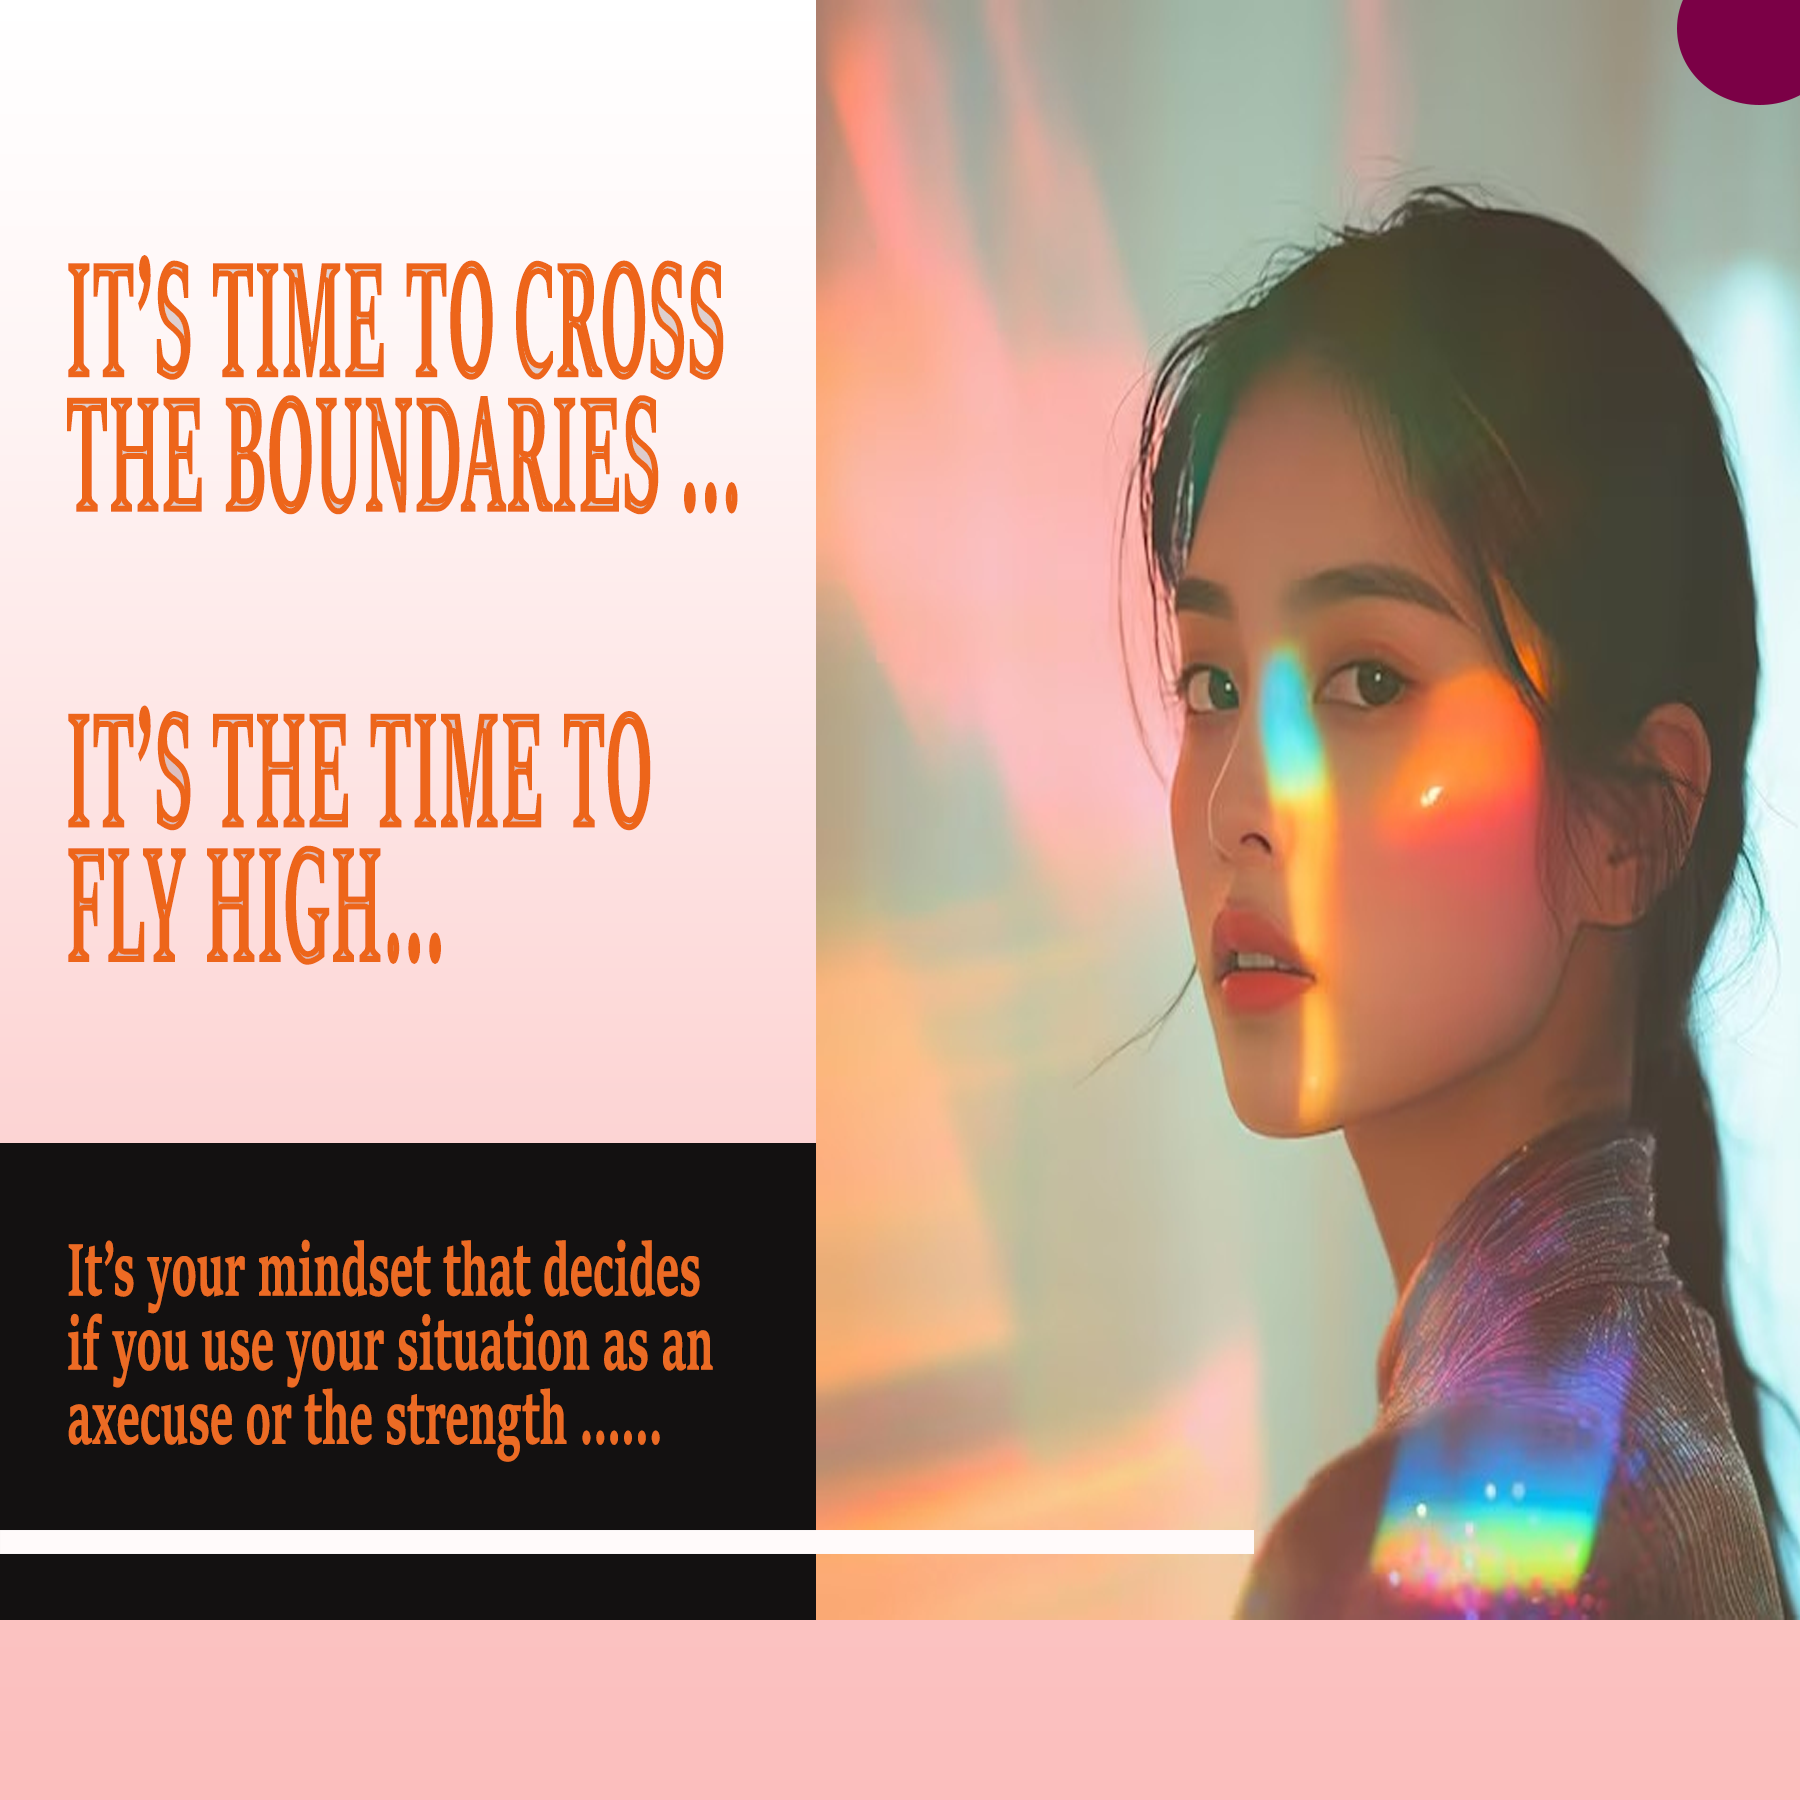 IT’S TIME TO CROSS
THE BOUNDARIES ...
IT’S THE TIME TO
FLY HIGH...
It’s your mindset that decides
if you use your situation as an
axecuse or the strength ......